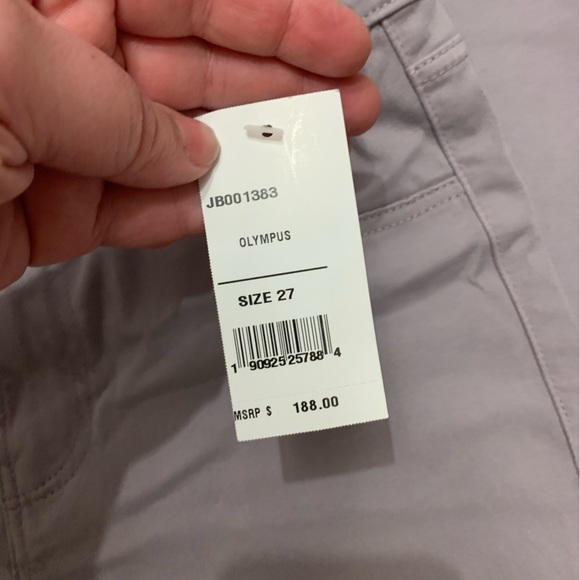 JB001383
OLYMPUS
SIZE 27
1 90925 25788 4
MSRP $ 188.00